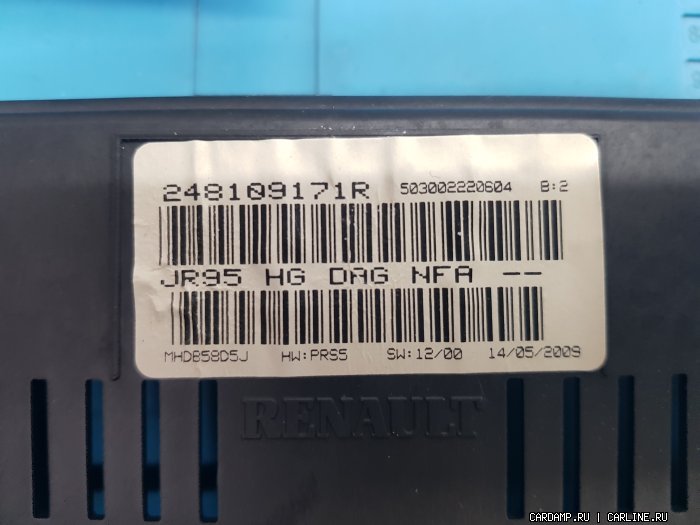 248109171R 503002220604 B:2
JR95 HG DAG NFA --
MHDB58D5J HW:PRS5 SW:12/00 14/05/2009
RENAULT
CARDAMP.RU | CARLINE.RU